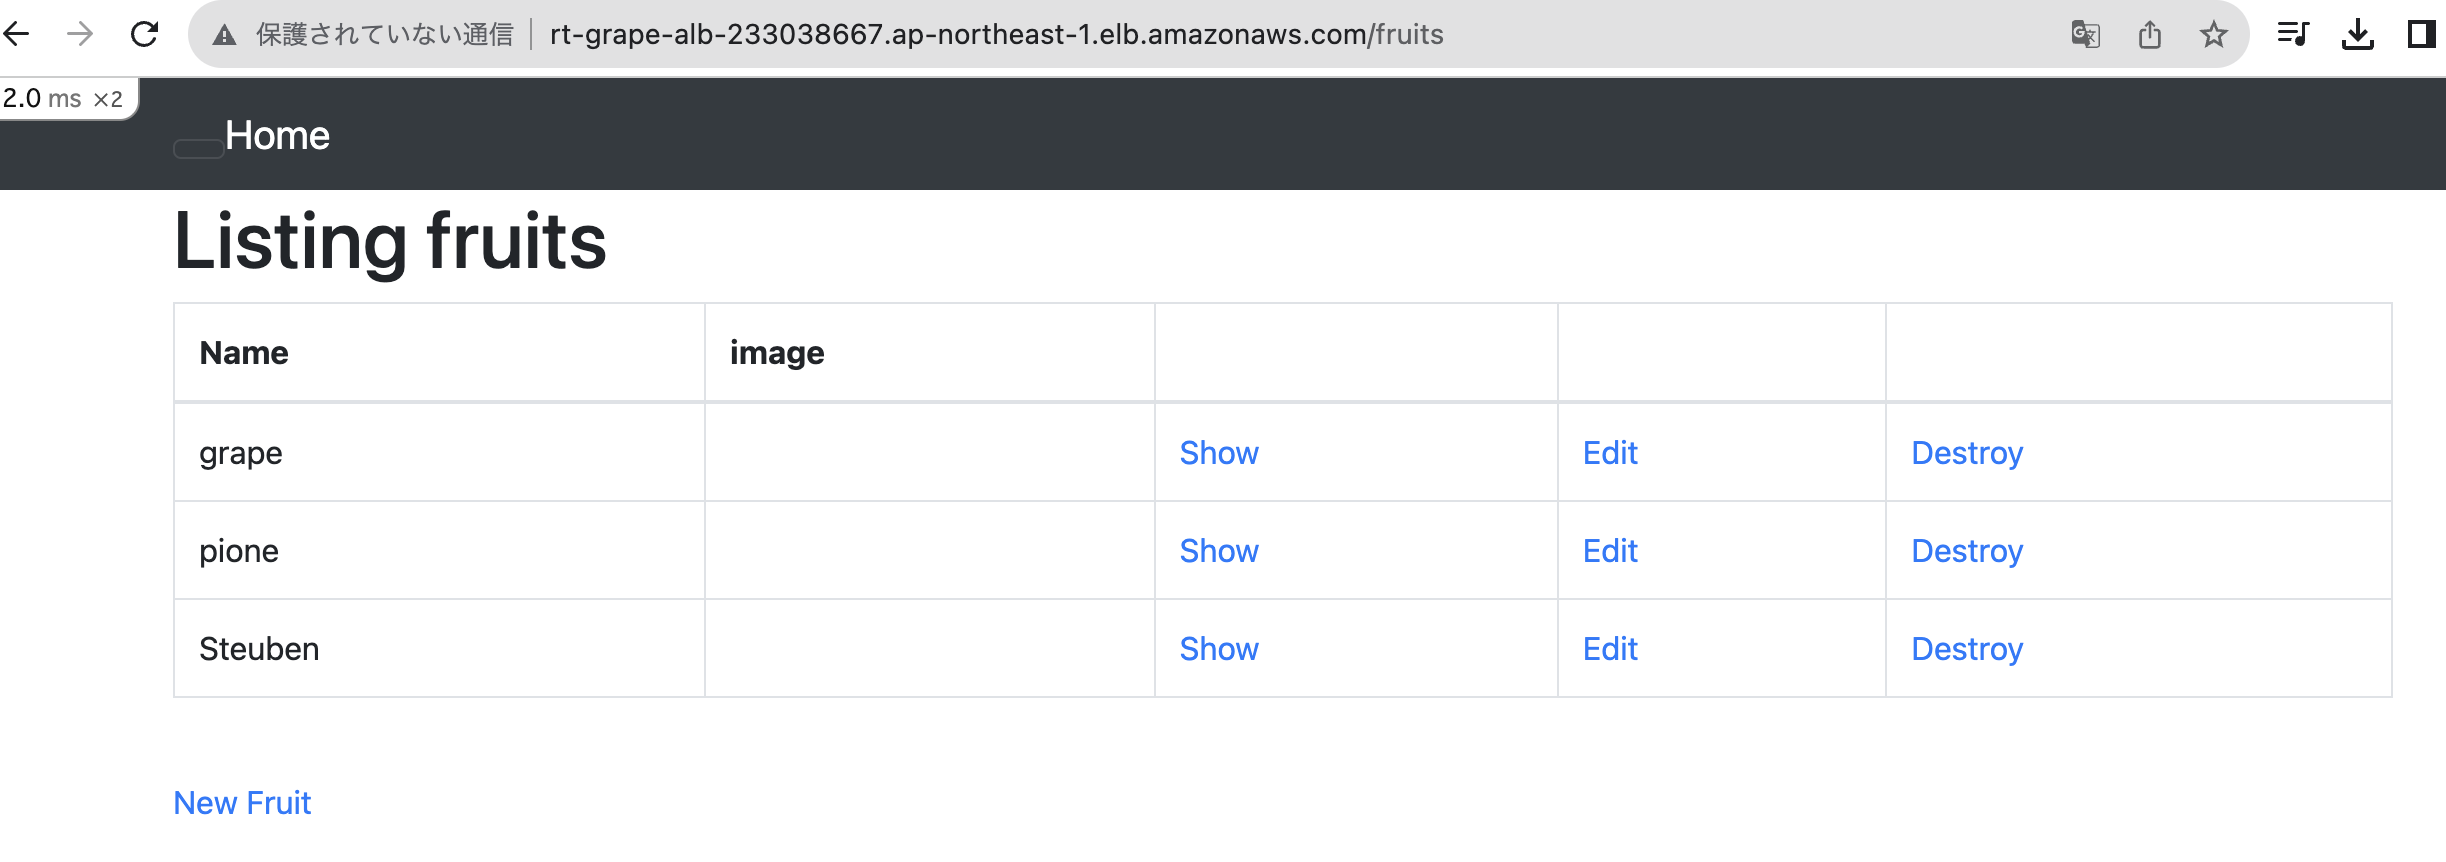 保護されていない通信 rt-grape-alb-233038667.ap-northeast-1.elb.amazonaws.com/fruits
2.0 ms ×2
Home
Listing fruits
Name image
grape Show Edit Destroy
pione Show Edit Destroy
Steuben Show Edit Destroy
New Fruit